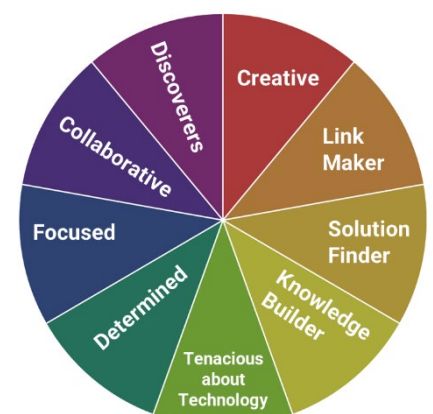 Creative
Link
Maker
Solution
Finder
Knowledge
Builder
Tenacious
about
Technology
Determined
Focused
Collaborative
Discoverers